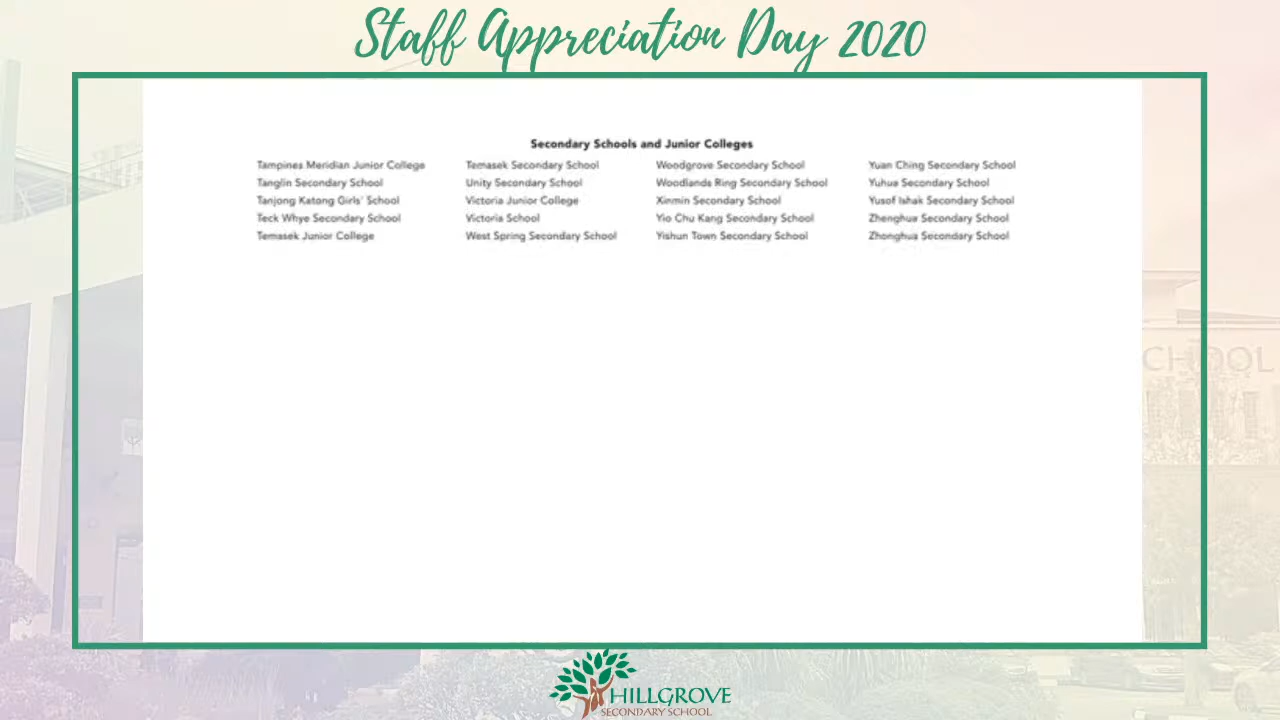 Staff Appreciation Day 2020
Secondary Schools and Junior Colleges
Tampines Meridian Junior College
Tanglin Secondary School
Tanjong Katong Girls' School
Teck Whye Secondary School
Temasek Junior College
Temasek Secondary School
Unity Secondary School
Victoria Junior College
Victoria School
West Spring Secondary School
Woodgrove Secondary School
Woodlands Ring Secondary School
Xinmin Secondary School
Yio Chu Kang Secondary School
Yishun Town Secondary School
Yuan Ching Secondary School
Yuhua Secondary School
Yusof Ishak Secondary School
Zhenghua Secondary School
Zhonghua Secondary School
CHOOL
HILLGROVE
SECONDARY SCHOOL